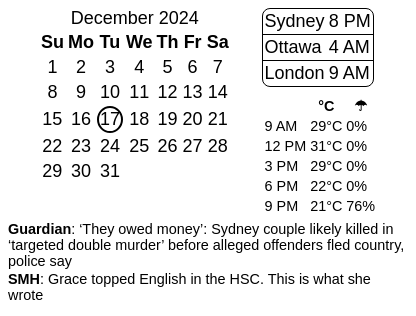 December 2024
Su Mo Tu We Th Fr Sa
1 2 3 4 5 6 7
8 9 10 11 12 13 14
15 16 17 18 19 20 21
22 23 24 25 26 27 28
29 30 31
Sydney 8 PM
Ottawa 4 AM
London 9 AM
°C ☂
9 AM 29°C 0%
12 PM 31°C 0%
3 PM 29°C 0%
6 PM 22°C 0%
9 PM 21°C 76%
Guardian: ‘They owed money’: Sydney couple likely killed in
‘targeted double murder’ before alleged offenders fled country,
police say
SMH: Grace topped English in the HSC. This is what she
wrote